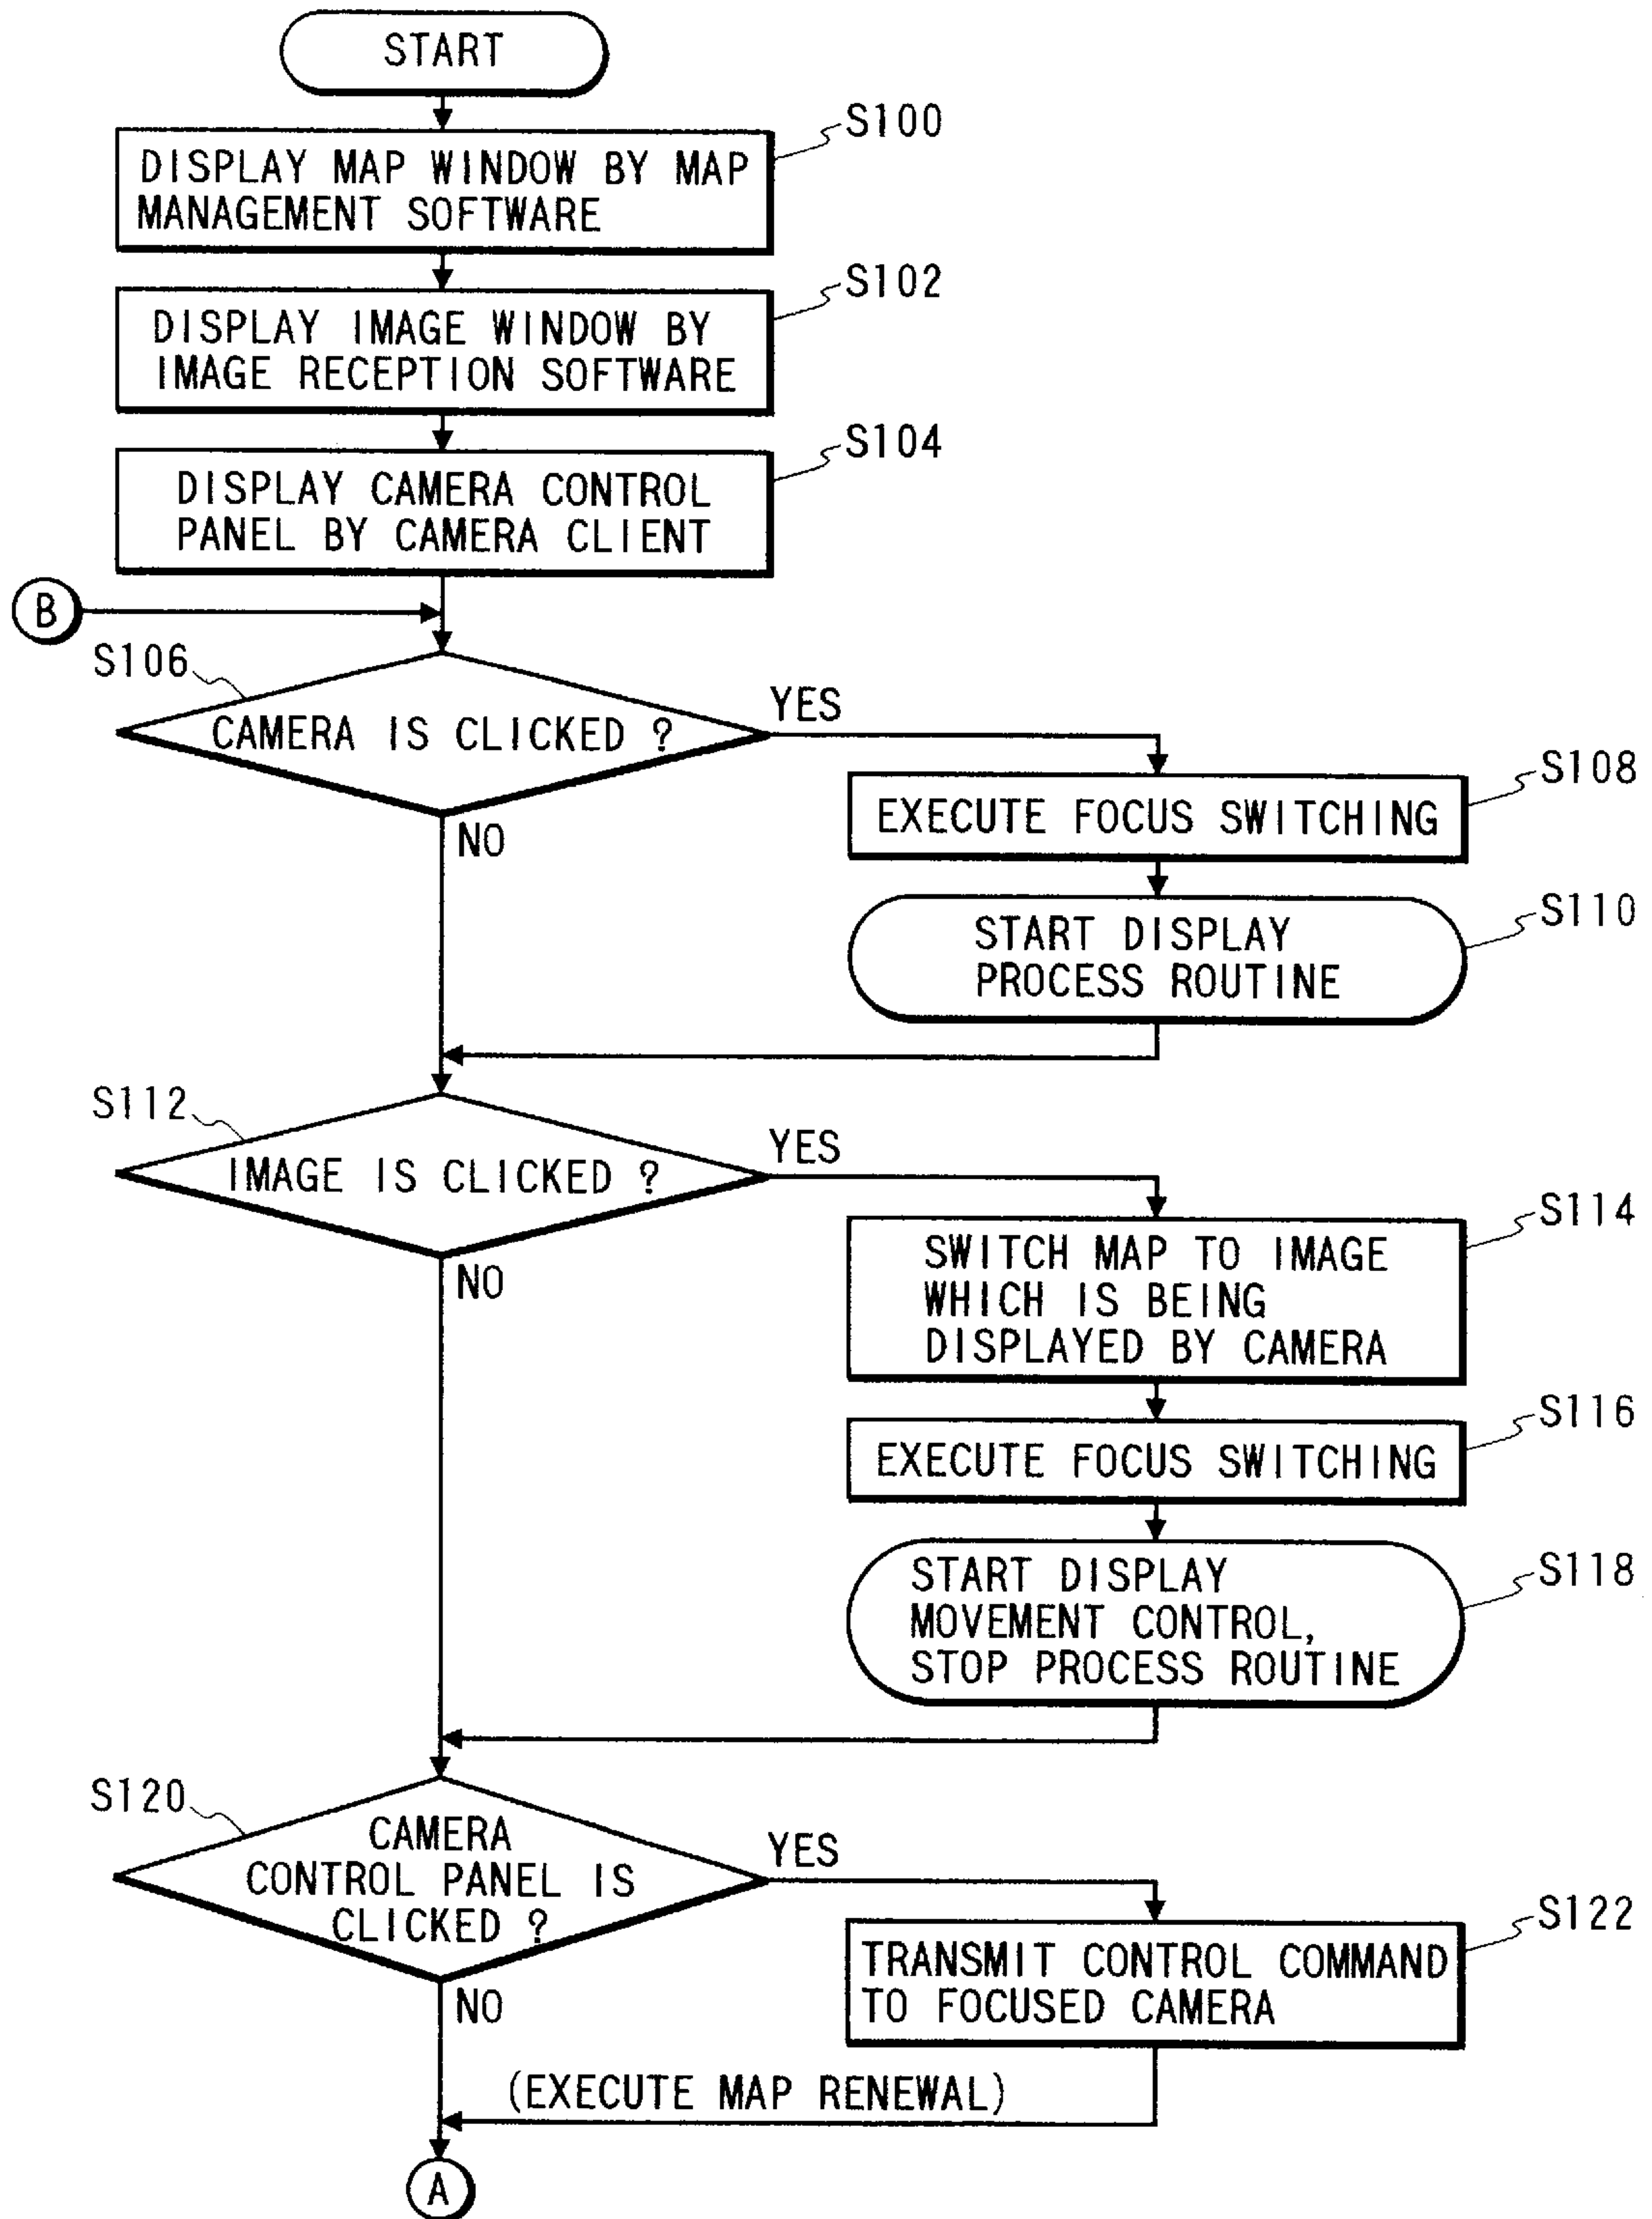 START
S100
DISPLAY MAP WINDOW BY MAP
MANAGEMENT SOFTWARE
S102
DISPLAY IMAGE WINDOW BY
IMAGE RECEPTION SOFTWARE
S104
DISPLAY CAMERA CONTROL
PANEL BY CAMERA CLIENT
B
S106
CAMERA IS CLICKED ?
YES
NO
S108
EXECUTE FOCUS SWITCHING
S110
START DISPLAY
PROCESS ROUTINE
S112
IMAGE IS CLICKED ?
YES
NO
S114
SWITCH MAP TO IMAGE
WHICH IS BEING
DISPLAYED BY CAMERA
S116
EXECUTE FOCUS SWITCHING
S118
START DISPLAY
MOVEMENT CONTROL,
STOP PROCESS ROUTINE
S120
CAMERA
CONTROL PANEL IS
CLICKED ?
YES
NO
S122
TRANSMIT CONTROL COMMAND
TO FOCUSED CAMERA
(EXECUTE MAP RENEWAL)
A